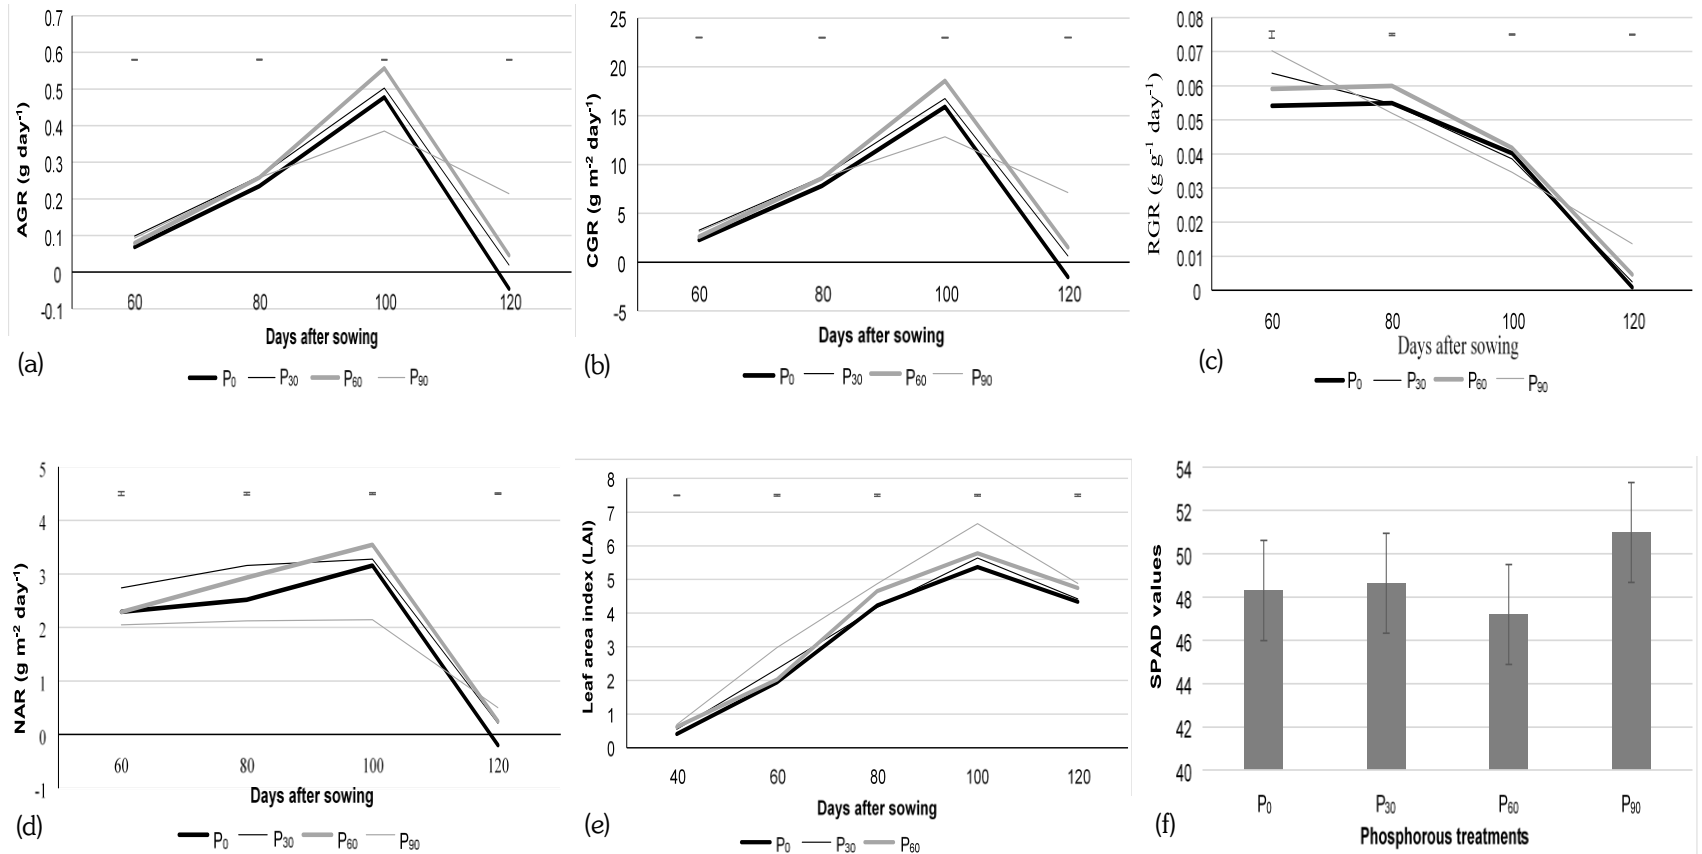 0.7
0.6
0.5
0.4
0.3
0.2
0.1
0
-0.1
AGR (g day⁻¹)
60 80 100 120
Days after sowing
(a)
P₀ P₃₀ P₆₀ P₉₀
25
20
15
10
5
0
-5
CGR (g m⁻² day⁻¹)
60 80 100 120
Days after sowing
(b)
P₀ P₃₀ P₆₀ P₉₀
0.08
0.07
0.06
0.05
0.04
0.03
0.02
0.01
0
RGR (g g⁻¹ day⁻¹)
60 80 100 120
Days after sowing
(c)
P₀ P₃₀ P₆₀ P₉₀
5
4
3
2
1
0
-1
NAR (g m⁻² day⁻¹)
60 80 100 120
Days after sowing
(d)
P₀ P₃₀ P₆₀ P₉₀
8
7
6
5
4
3
2
1
0
Leaf area index (LAI)
40 60 80 100 120
Days after sowing
(e)
P₀ P₃₀ P₆₀
54
52
50
48
46
44
42
40
SPAD values
P₀ P₃₀ P₆₀ P₉₀
(f)
Phosphorous treatments